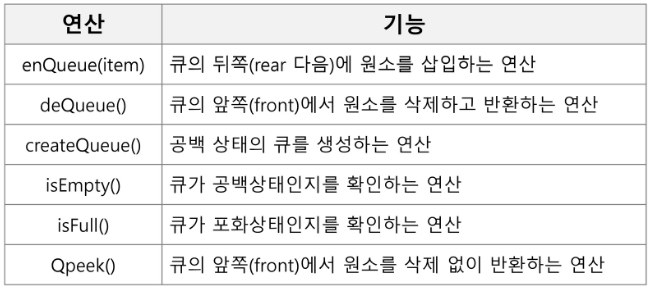 연산 기능
enQueue(item) 큐의 뒤쪽(rear 다음)에 원소를 삽입하는 연산
deQueue() 큐의 앞쪽(front)에서 원소를 삭제하고 반환하는 연산
createQueue() 공백 상태의 큐를 생성하는 연산
isEmpty() 큐가 공백상태인지를 확인하는 연산
isFull() 큐가 포화상태인지를 확인하는 연산
Qpeek() 큐의 앞쪽(front)에서 원소를 삭제 없이 반환하는 연산